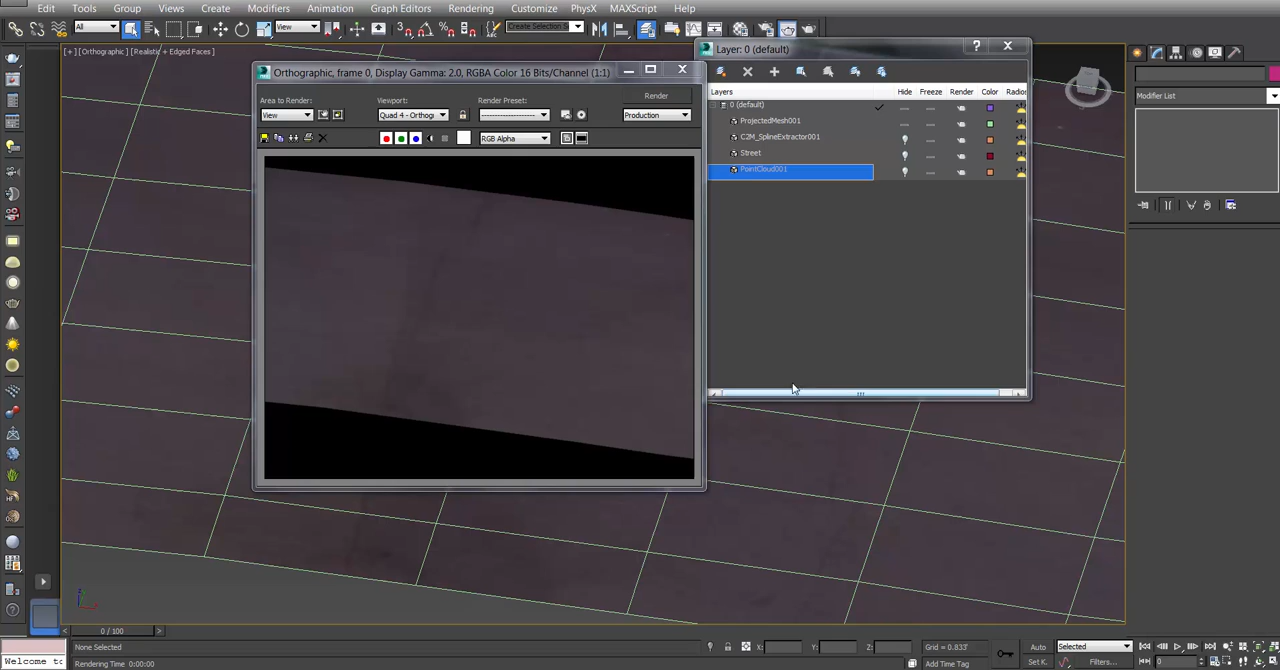 Edit Tools Group Views Create Modifiers Animation Graph Editors Rendering Customize PhysX MAXScript Help
All View Create Selection Se
[ + ] [Orthographic ] [Realistic + Edged Faces ]
Layer: 0 (default)
Orthographic, frame 0, Display Gamma: 2.0, RGBA Color 16 Bits/Channel (1:1)
Area to Render: Viewport: Render Preset: Render
View Quad 4 - Orthog Production
RGB Alpha
Layers Hide Freeze Render Color Radios
0 (default)
ProjectedMesh001
C2M_SplineExtractor001
Street
PointCloud001
Modifier List
0 / 100
None Selected X: Y: Z: Grid = 0.833' Auto Selected
Welcome to Rendering Time 0:00:00 Add Time Tag Set K. Filters... 0